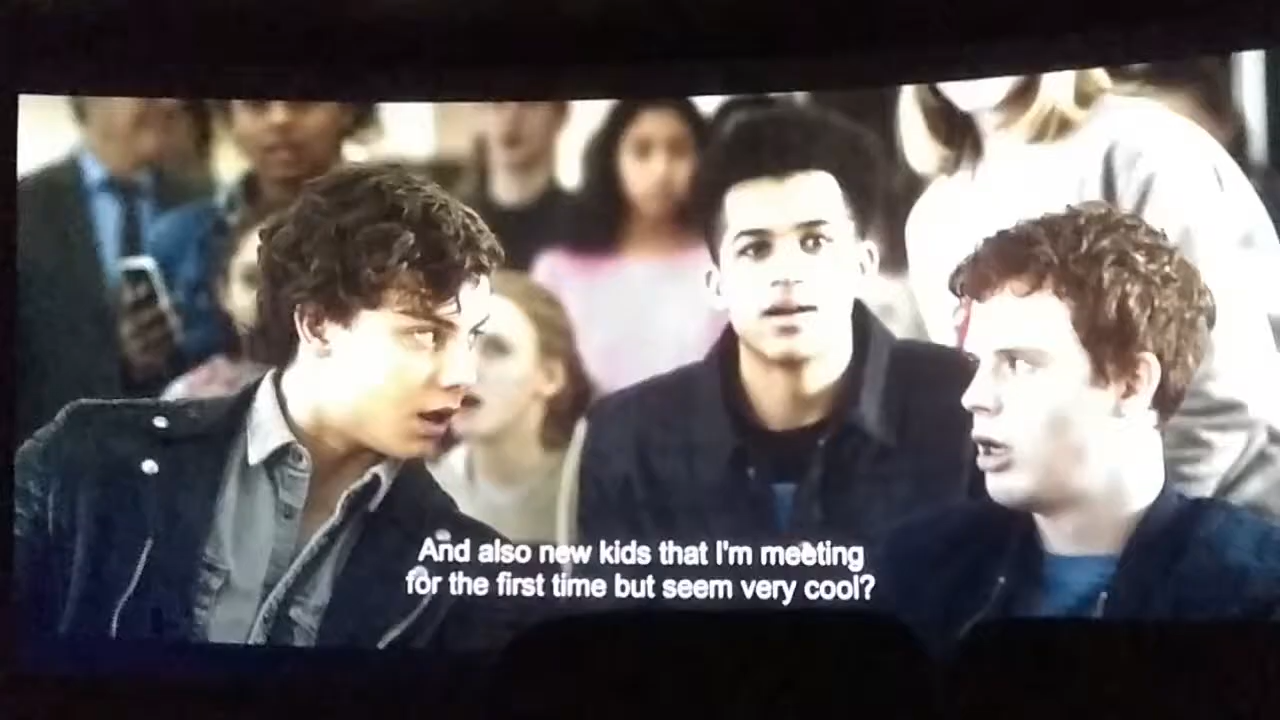 And also new kids that I'm meeting
for the first time but seem very cool?